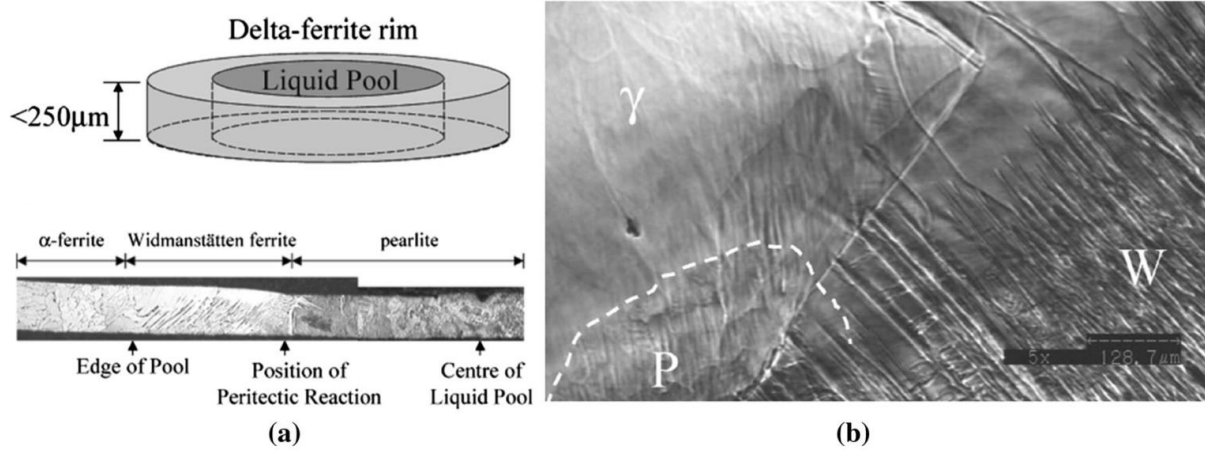 Delta-ferrite rim
Liquid Pool
<250μm
α-ferrite
Widmanstätten ferrite
pearlite
Edge of Pool
Position of
Peritectic Reaction
Centre of
Liquid Pool
(a)
γ
P
W
5x
128.7μm
(b)